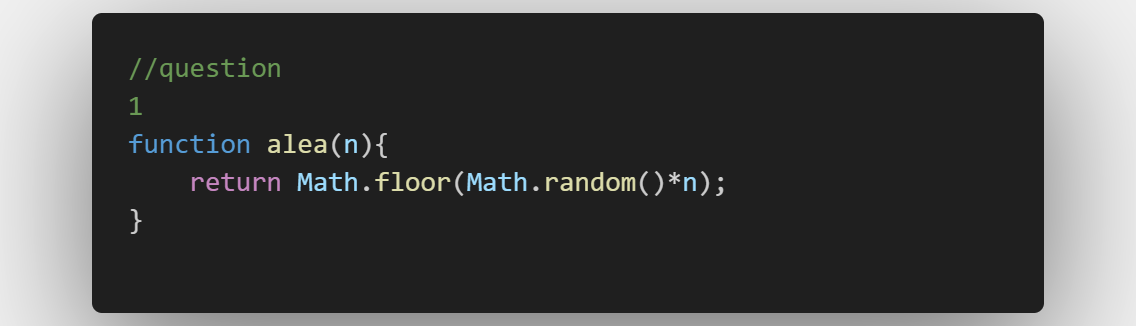 //question
1
function alea(n){
    return Math.floor(Math.random()*n);
}